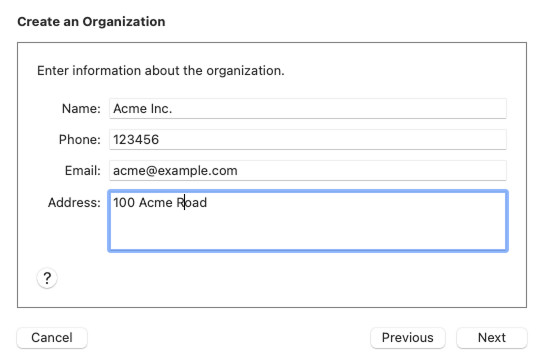 Create an Organization
Enter information about the organization.
Name: Acme Inc.
Phone: 123456
Email: acme@example.com
Address: 100 Acme Road
?
Cancel Previous Next